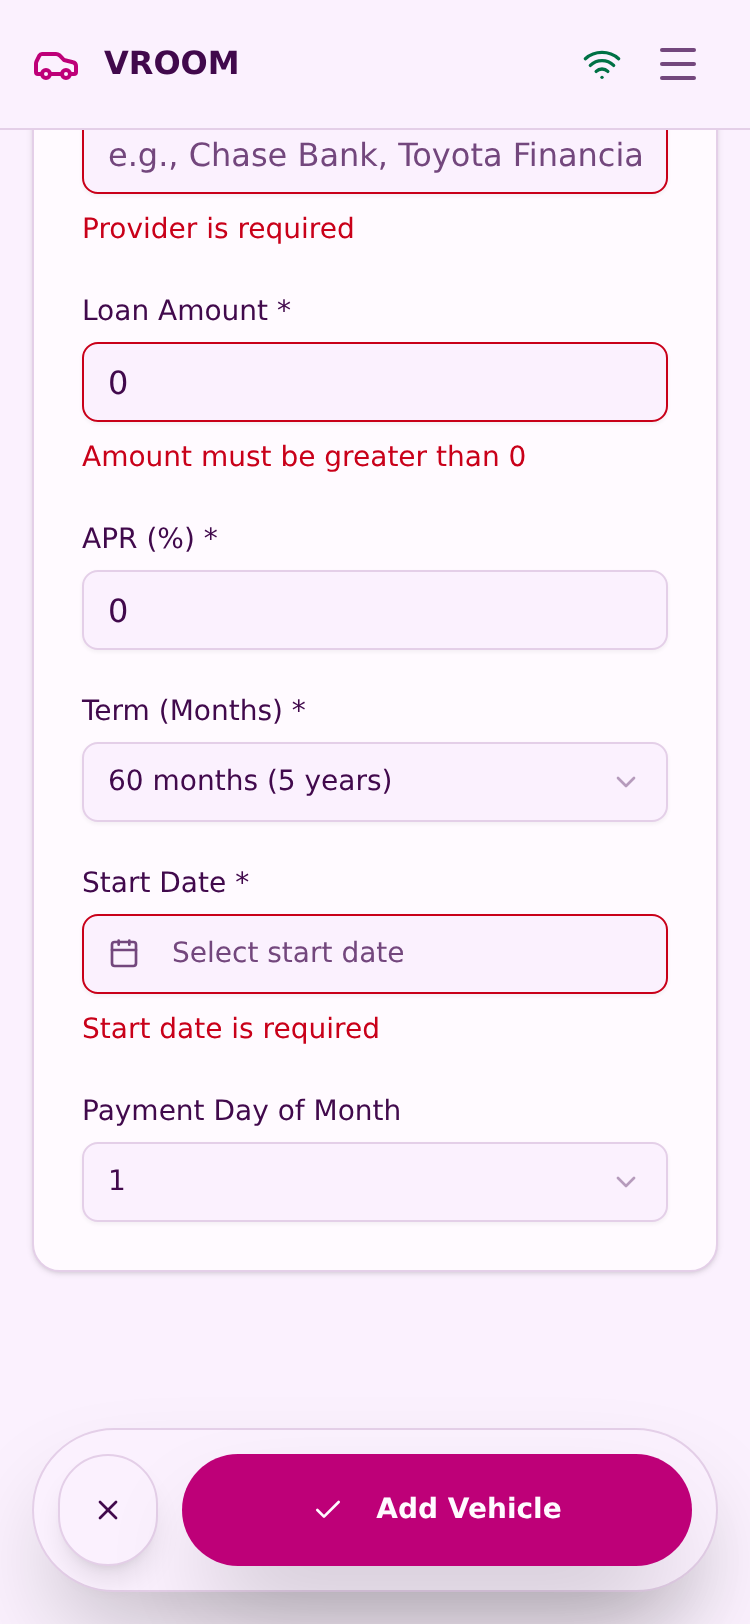 VROOM
e.g., Chase Bank, Toyota Financia
Provider is required
Loan Amount *
0
Amount must be greater than 0
APR (%) *
0
Term (Months) *
60 months (5 years)
Start Date *
Select start date
Start date is required
Payment Day of Month
1
Add Vehicle